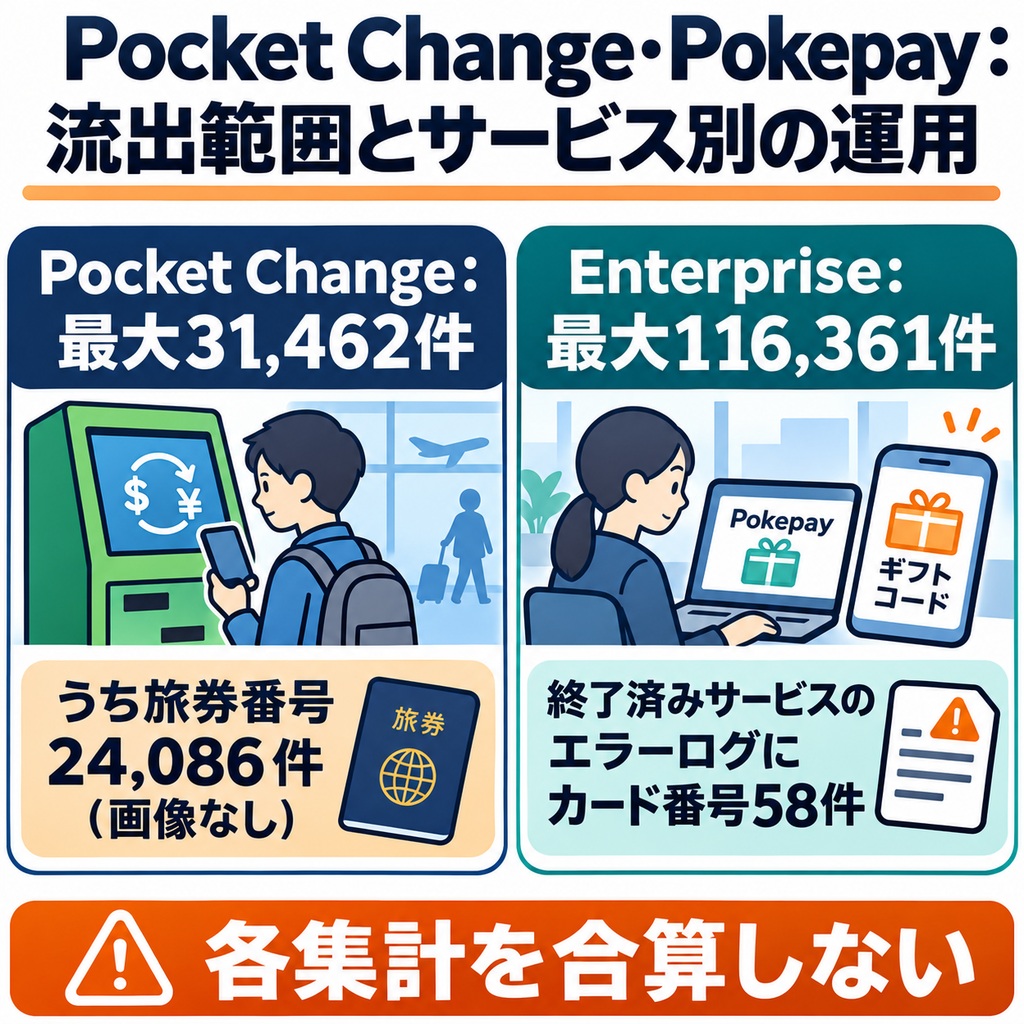 Pocket Change・Pokepay：
流出範囲とサービス別の運用
Pocket Change：
最大31,462件
$ ¥
うち旅券番号
24,086件
（画像なし）
旅券
Enterprise：
最大116,361件
Pokepay
ギフト
コード
終了済みサービスの
エラーログに
カード番号58件
各集計を合算しない